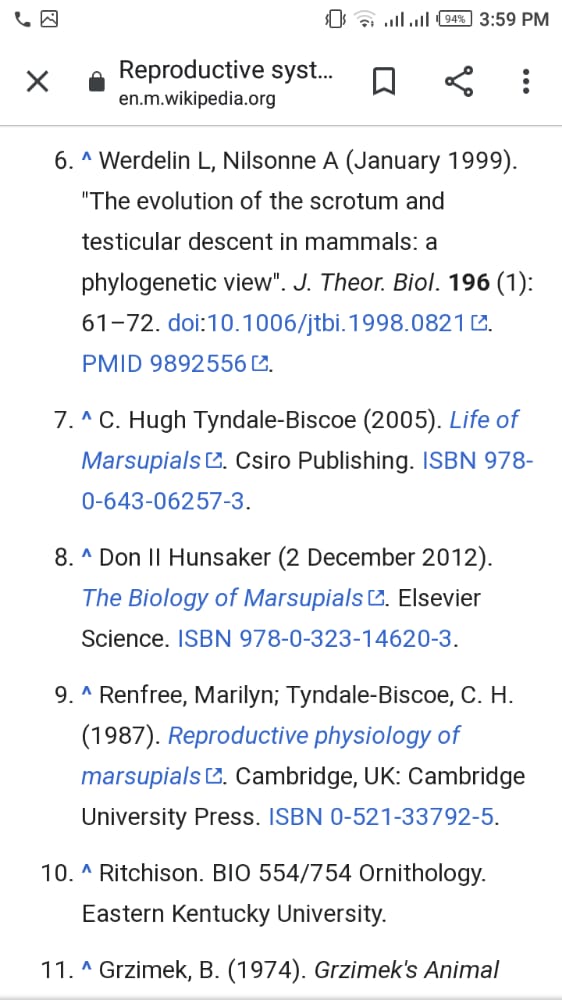 94% 3:59 PM
Reproductive syst...
en.m.wikipedia.org
6. ^ Werdelin L, Nilsonne A (January 1999).
"The evolution of the scrotum and
testicular descent in mammals: a
phylogenetic view". J. Theor. Biol. 196 (1):
61–72. doi:10.1006/jtbi.1998.0821.
PMID 9892556.
7. ^ C. Hugh Tyndale-Biscoe (2005). Life of
Marsupials. Csiro Publishing. ISBN 978-
0-643-06257-3.
8. ^ Don II Hunsaker (2 December 2012).
The Biology of Marsupials. Elsevier
Science. ISBN 978-0-323-14620-3.
9. ^ Renfree, Marilyn; Tyndale-Biscoe, C. H.
(1987). Reproductive physiology of
marsupials. Cambridge, UK: Cambridge
University Press. ISBN 0-521-33792-5.
10. ^ Ritchison. BIO 554/754 Ornithology.
Eastern Kentucky University.
11. ^ Grzimek, B. (1974). Grzimek's Animal